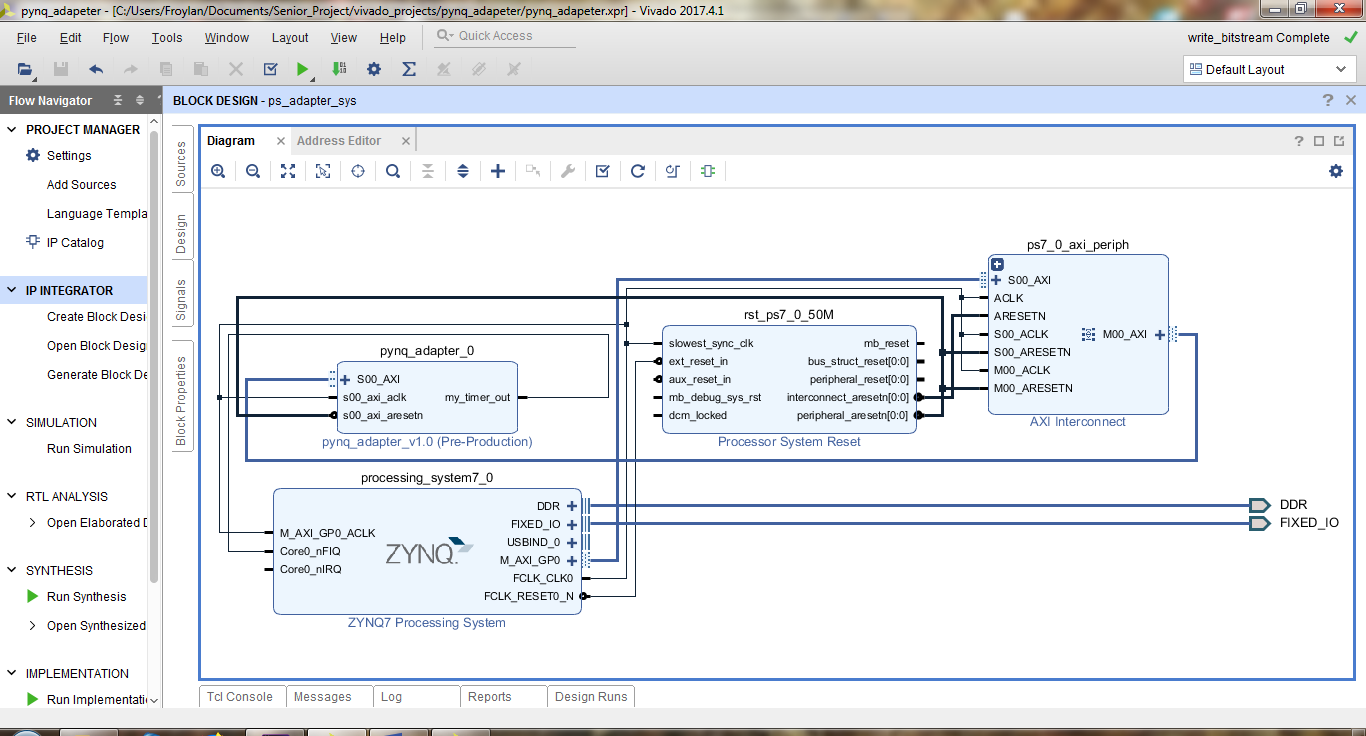 pynq_adapeter - [C:/Users/Froylan/Documents/Senior_Project/vivado_projects/pynq_adapeter/pynq_adapeter.xpr] - Vivado 2017.4.1
File Edit Flow Tools Window Layout View Help Quick Access
write_bitstream Complete
Default Layout
Flow Navigator
BLOCK DESIGN - ps_adapter_sys
PROJECT MANAGER
Settings
Add Sources
Language Templa
IP Catalog
IP INTEGRATOR
Create Block Desi
Open Block Desig
Generate Block De
SIMULATION
Run Simulation
RTL ANALYSIS
Open Elaborated D
SYNTHESIS
Run Synthesis
Open Synthesized
IMPLEMENTATION
Run Implementati
Sources
Design
Signals
Block Properties
Diagram
Address Editor
ps7_0_axi_periph
S00_AXI
ACLK
ARESETN
S00_ACLK
M00_AXI
S00_ARESETN
M00_ACLK
M00_ARESETN
AXI Interconnect
rst_ps7_0_50M
slowest_sync_clk mb_reset
ext_reset_in bus_struct_reset[0:0]
aux_reset_in peripheral_reset[0:0]
mb_debug_sys_rst interconnect_aresetn[0:0]
dcm_locked peripheral_aresetn[0:0]
Processor System Reset
pynq_adapter_0
S00_AXI
s00_axi_aclk my_timer_out
s00_axi_aresetn
pynq_adapter_v1.0 (Pre-Production)
processing_system7_0
DDR
FIXED_IO
M_AXI_GP0_ACLK USBIND_0
Core0_nFIQ M_AXI_GP0
Core0_nIRQ FCLK_CLK0
FCLK_RESET0_N
ZYNQ
ZYNQ7 Processing System
DDR
FIXED_IO
Tcl Console
Messages
Log
Reports
Design Runs